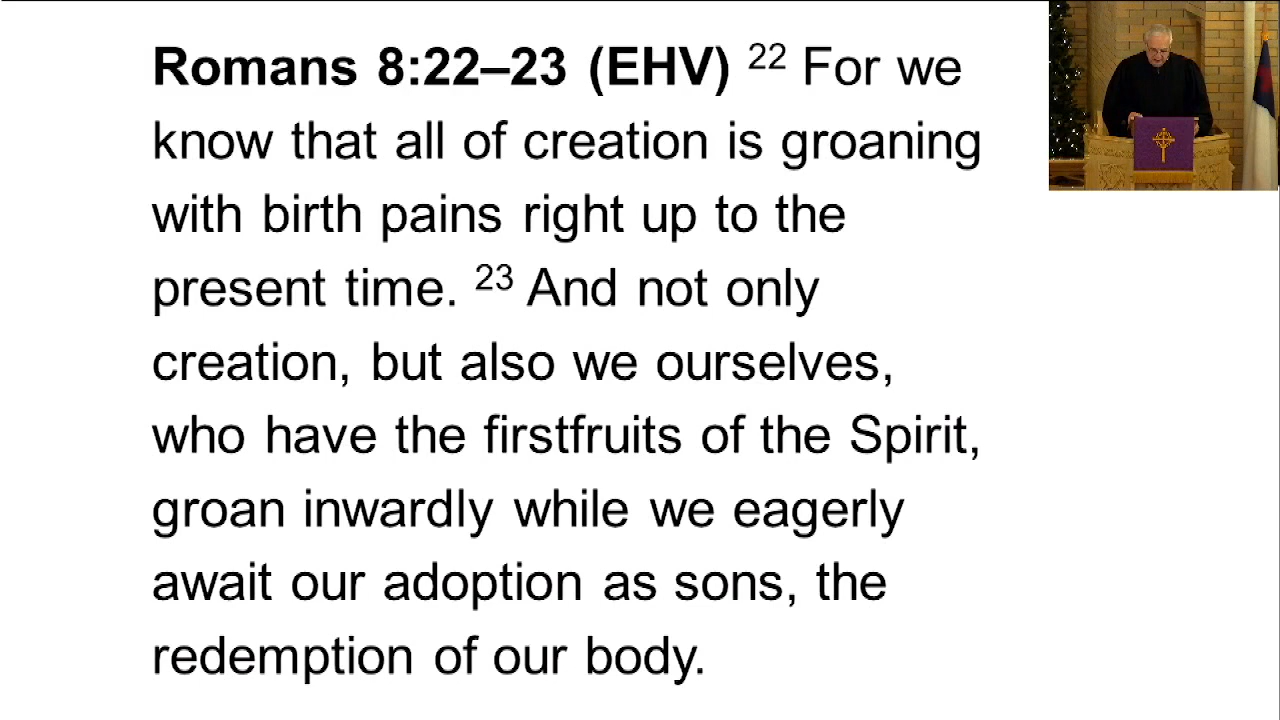 Romans 8:22–23 (EHV) 22 For we
know that all of creation is groaning
with birth pains right up to the
present time. 23 And not only
creation, but also we ourselves,
who have the firstfruits of the Spirit,
groan inwardly while we eagerly
await our adoption as sons, the
redemption of our body.